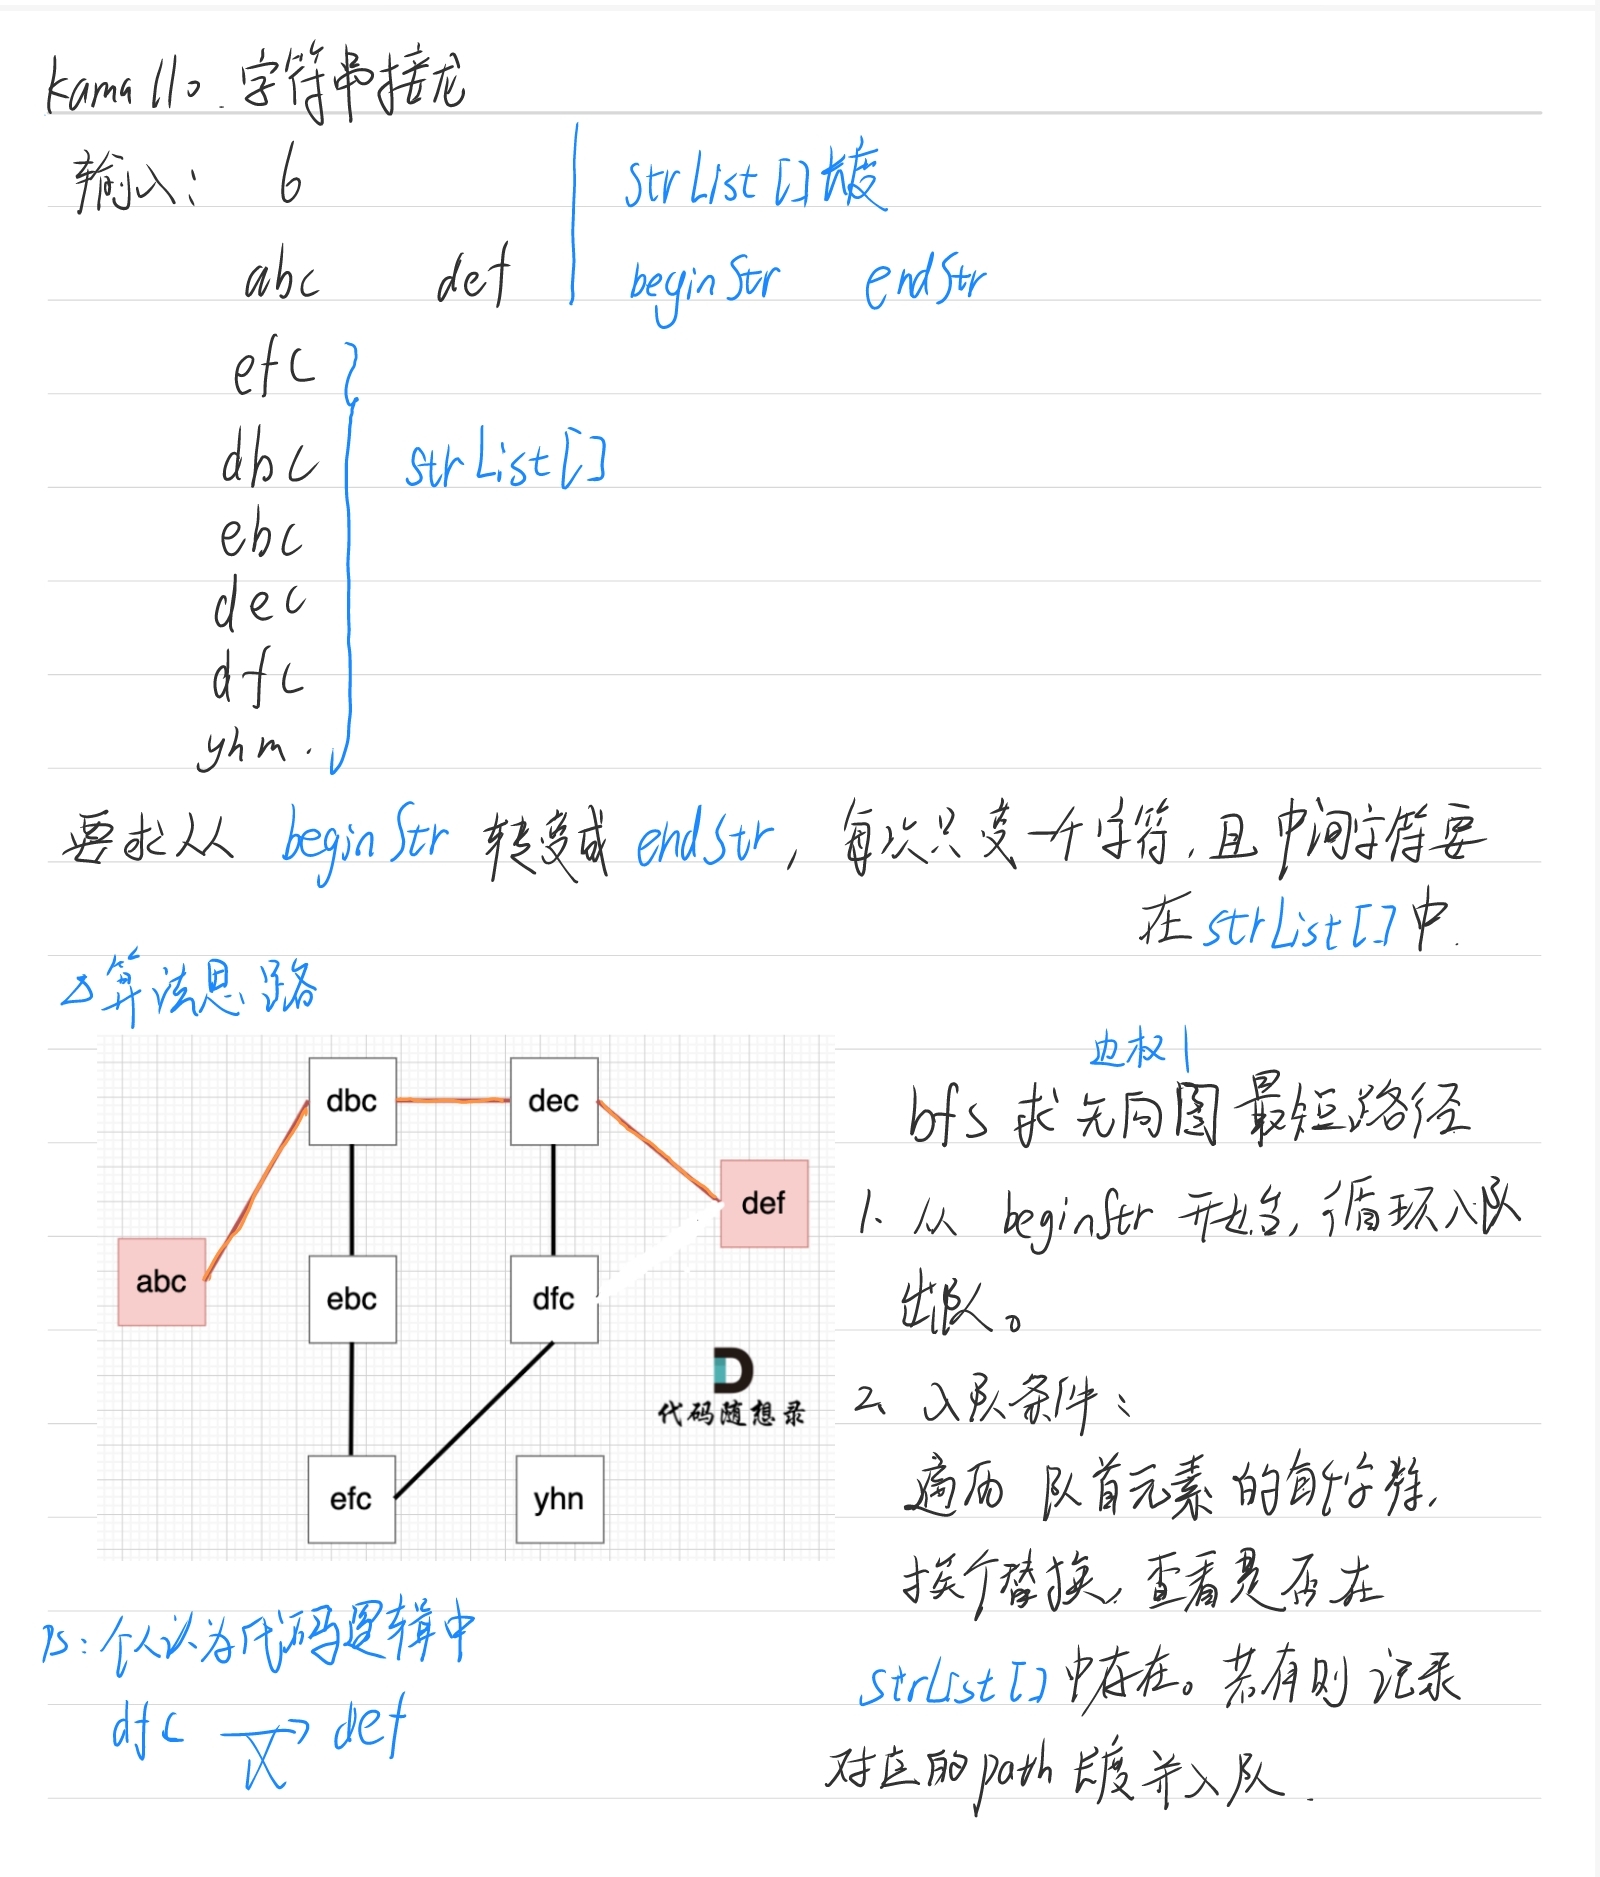 kama 110. 字符串接龙
输入: 6 strList[]长度
abc def beginStr endStr
efc
dbc strList[]
ebc
dec
dfc
yhm.
要求从 beginStr 转变成 endStr, 每次只变一个字符, 且中间字符要
在 strList[] 中.
△算法思路
边权1
bfs 求无向图最短路径
1、从 beginStr 开始, 循环入队
出队。
2、入队条件:
遍历 队首元素 的每个字符,
挨个替换, 查看是否在
strList[] 中存在。若有则 记录
对应的 path 长度并入队.
dbc dec
def
abc ebc dfc
代码随想录
efc yhn
PS: 个人认为代码逻辑中
dfc → def